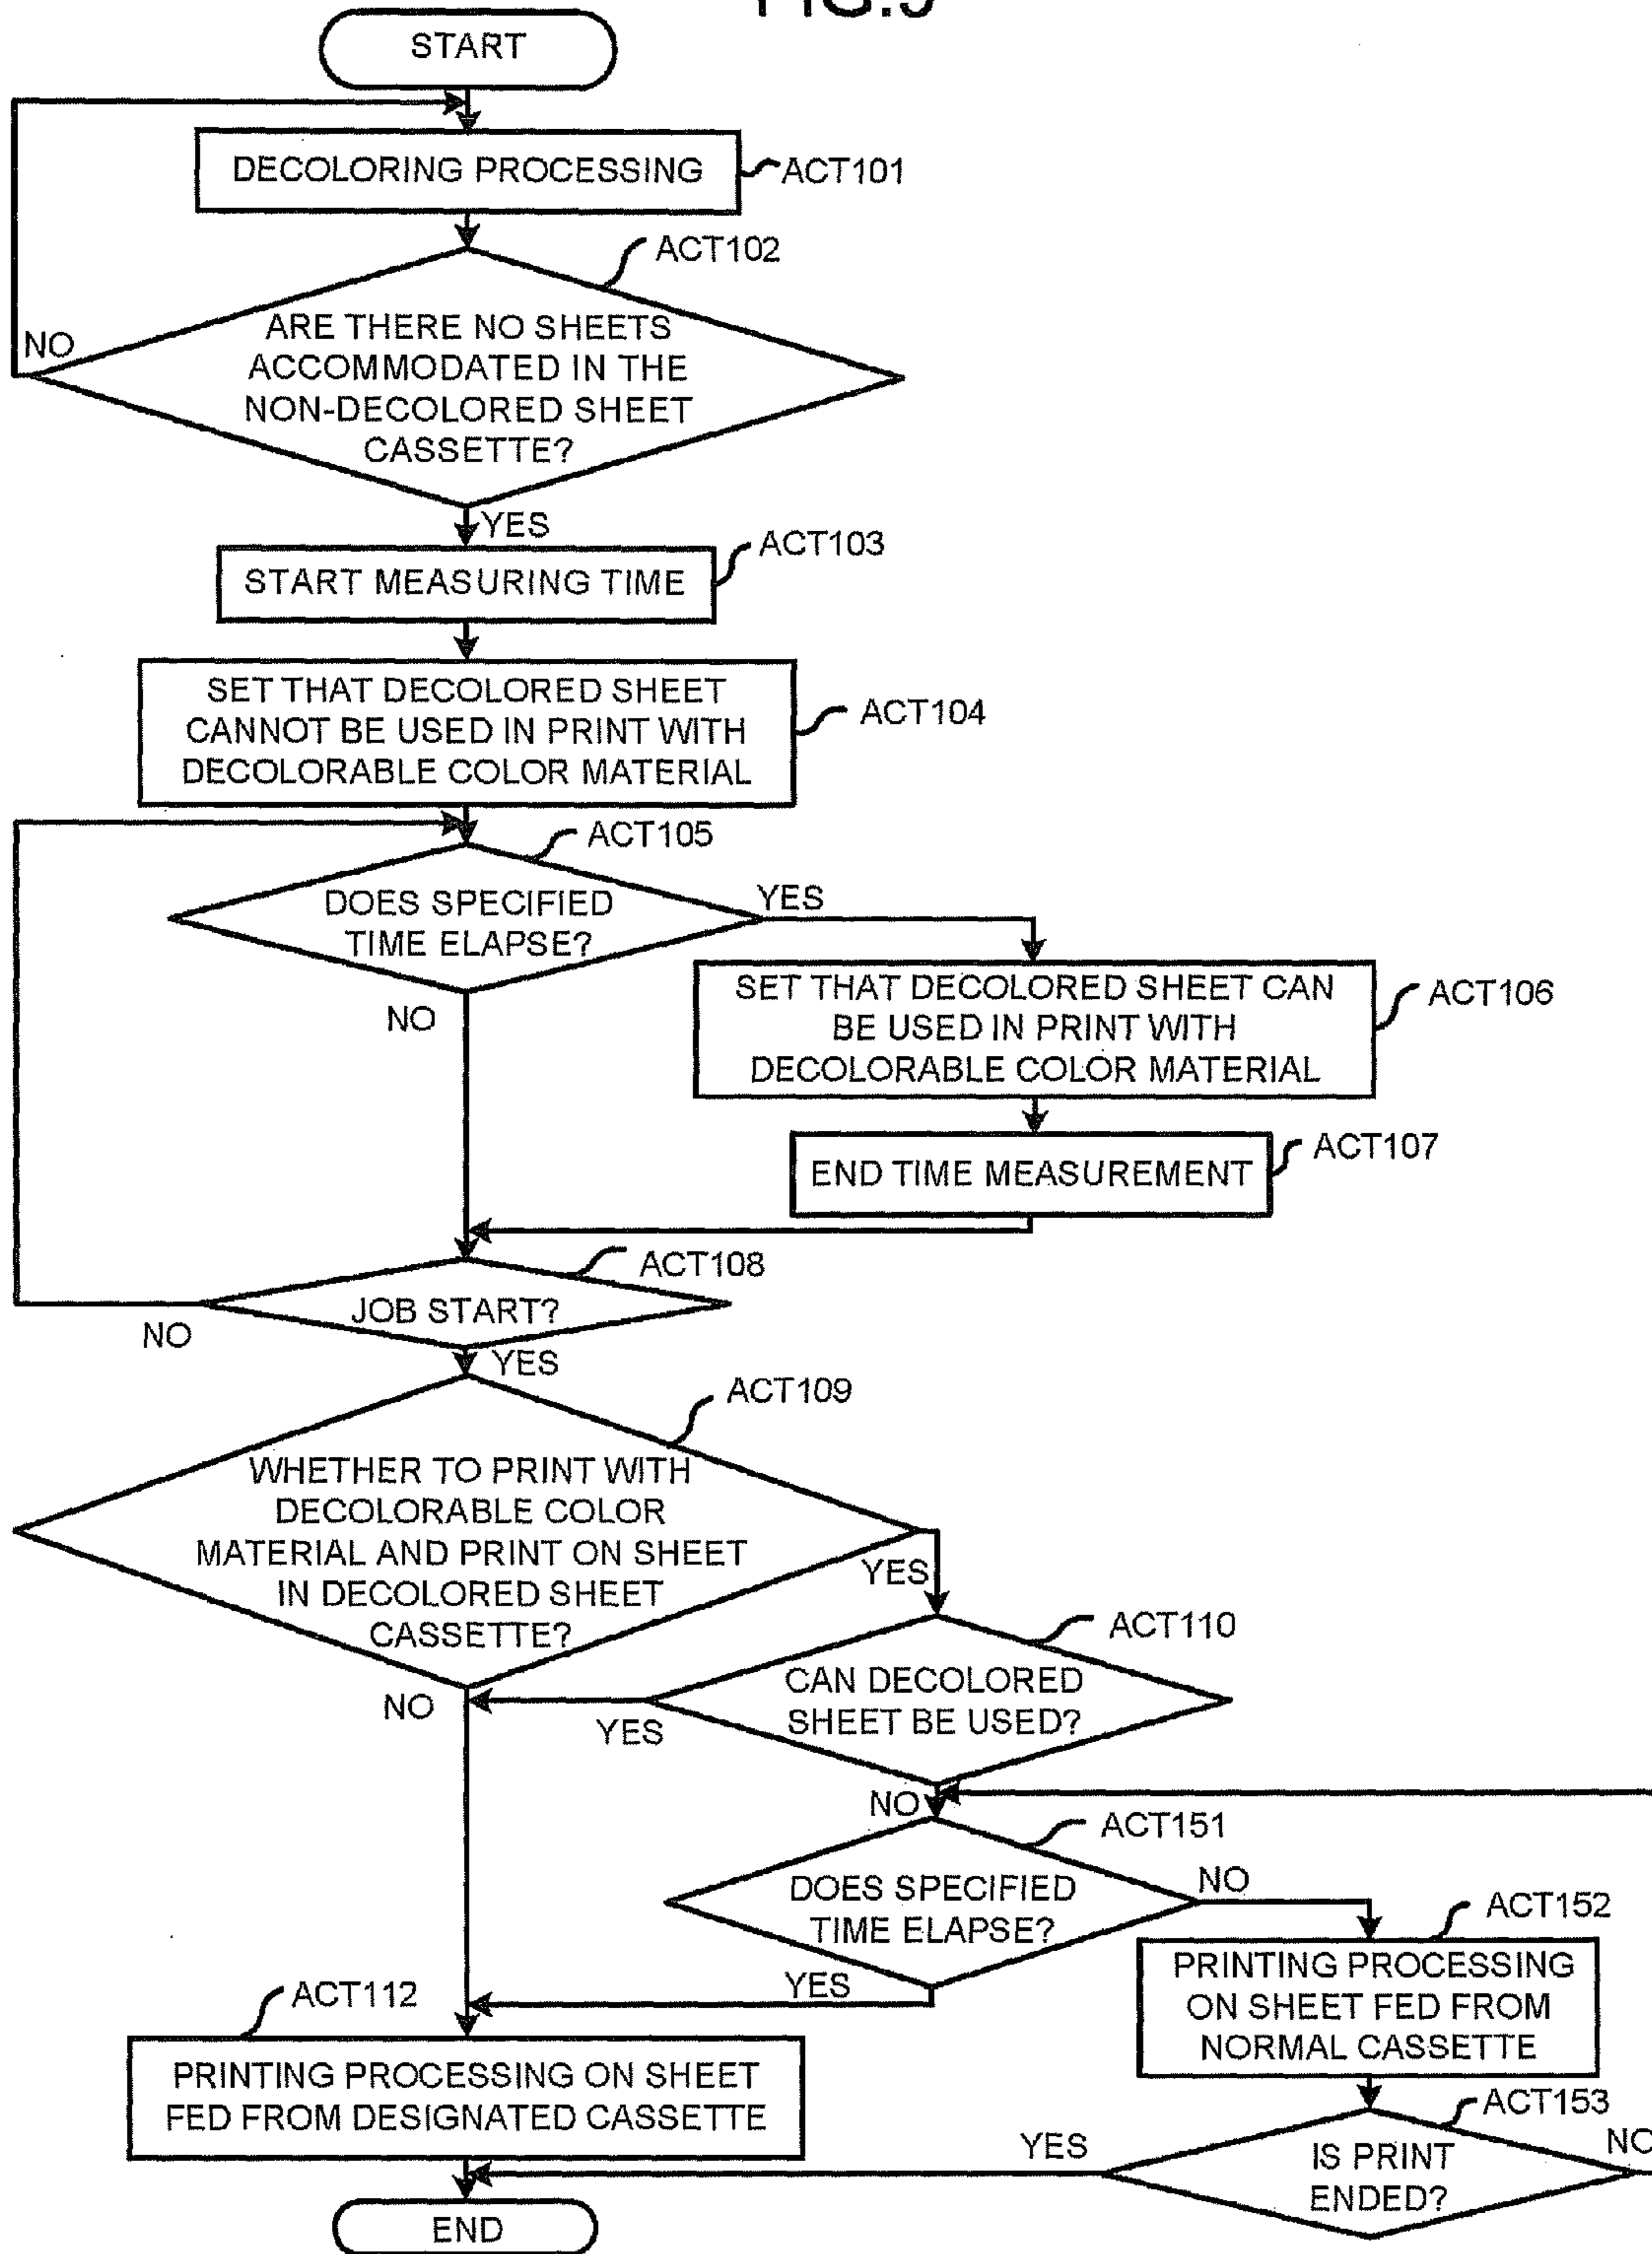 FIG.9
START
DECOLORING PROCESSING
ACT101
ACT102
ARE THERE NO SHEETS
ACCOMMODATED IN THE
NON-DECOLORED SHEET
CASSETTE?
NO
YES
ACT103
START MEASURING TIME
SET THAT DECOLORED SHEET
CANNOT BE USED IN PRINT WITH
DECOLORABLE COLOR MATERIAL
ACT104
ACT105
DOES SPECIFIED
TIME ELAPSE?
YES
NO
SET THAT DECOLORED SHEET CAN
BE USED IN PRINT WITH
DECOLORABLE COLOR MATERIAL
ACT106
END TIME MEASUREMENT
ACT107
ACT108
JOB START?
NO
YES
ACT109
WHETHER TO PRINT WITH
DECOLORABLE COLOR
MATERIAL AND PRINT ON SHEET
IN DECOLORED SHEET
CASSETTE?
YES
NO
ACT110
CAN DECOLORED
SHEET BE USED?
YES
NO
ACT151
DOES SPECIFIED
TIME ELAPSE?
NO
YES
ACT152
PRINTING PROCESSING
ON SHEET FED FROM
NORMAL CASSETTE
ACT112
PRINTING PROCESSING ON SHEET
FED FROM DESIGNATED CASSETTE
ACT153
IS PRINT
ENDED?
YES
NO
END